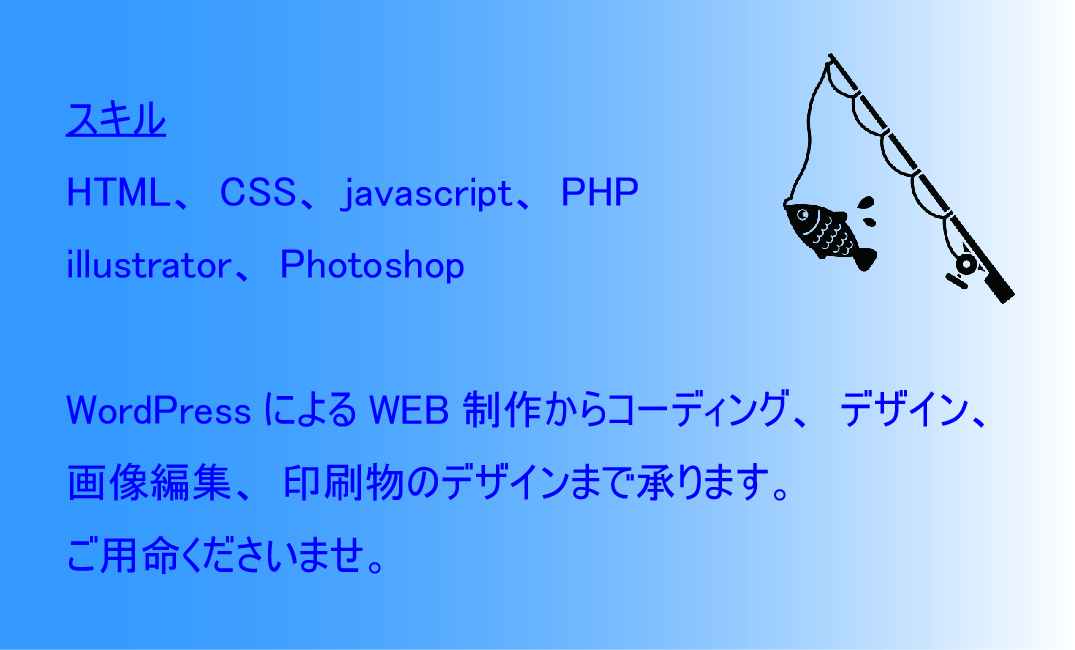 スキル
HTML、 CSS、 javascript、 PHP
illustrator、 Photoshop
WordPress による WEB 制作からコーディング、 デザイン、
画像編集、 印刷物のデザインまで承ります。
ご用命くださいませ。